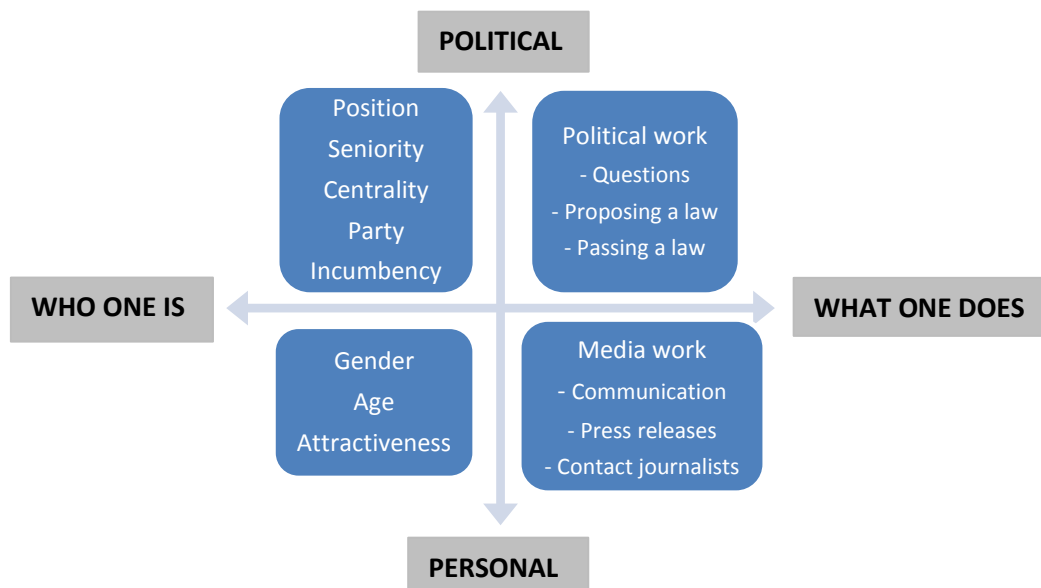 POLITICAL
Position
Seniority
Centrality
Party
Incumbency
Political work
- Questions
- Proposing a law
- Passing a law
WHO ONE IS
WHAT ONE DOES
Gender
Age
Attractiveness
Media work
- Communication
- Press releases
- Contact journalists
PERSONAL